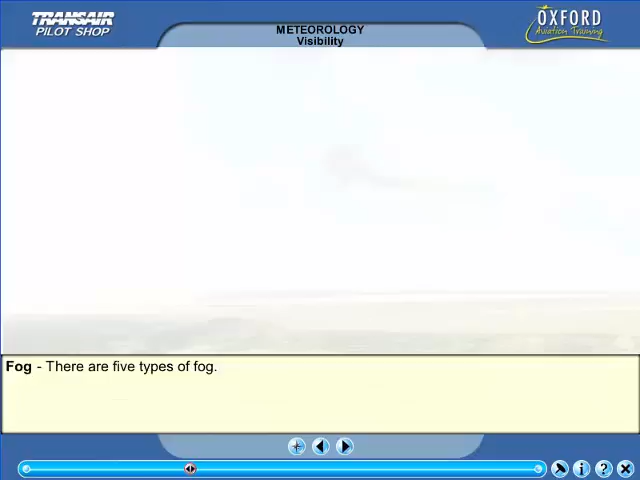 TRANSAIR
PILOT SHOP
METEOROLOGY
Visibility
OXFORD
Aviation Training
Fog - There are five types of fog.